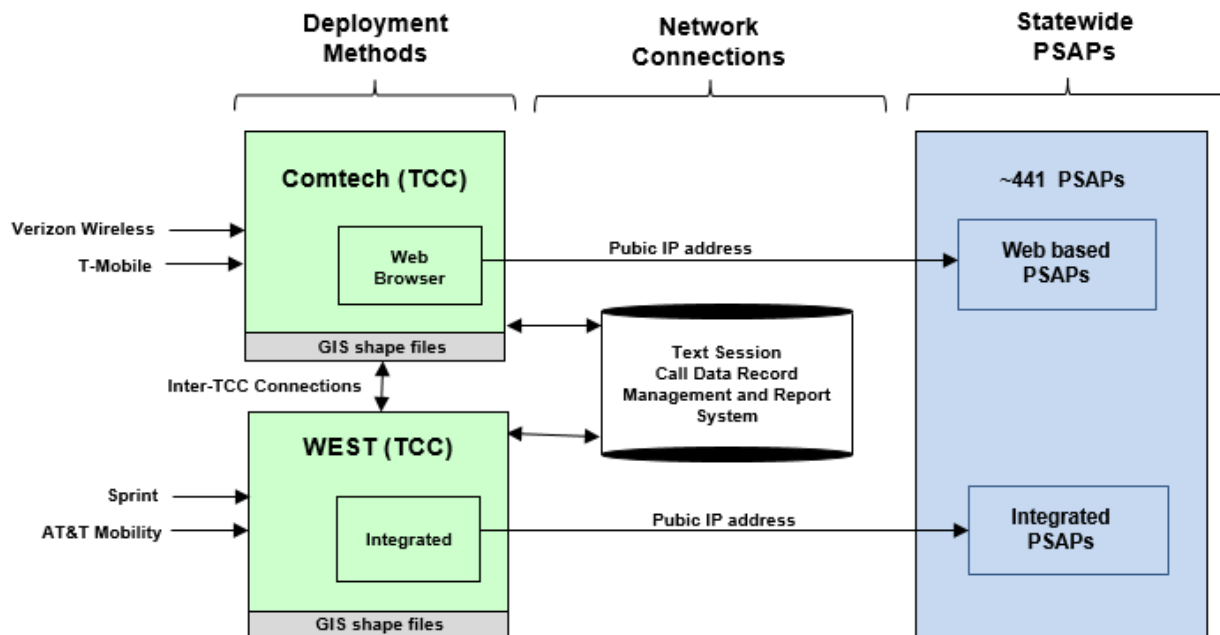 Deployment
Methods
Network
Connections
Statewide
PSAPs
Comtech (TCC)
~441 PSAPs
Verizon Wireless
T-Mobile
Web
Browser
Pubic IP address
Web based
PSAPs
GIS shape files
Inter-TCC Connections
Text Session
Call Data Record
Management and Report
System
WEST (TCC)
Sprint
AT&T Mobility
Integrated
Pubic IP address
Integrated
PSAPs
GIS shape files